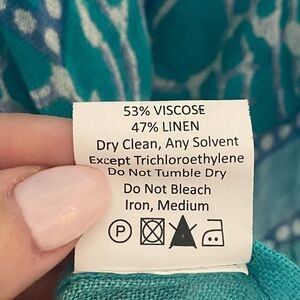 53% VISCOSE
47% LINEN
Dry Clean, Any Solvent
Except Trichloroethylene
Do Not Tumble Dry
Do Not Bleach
Iron, Medium
P